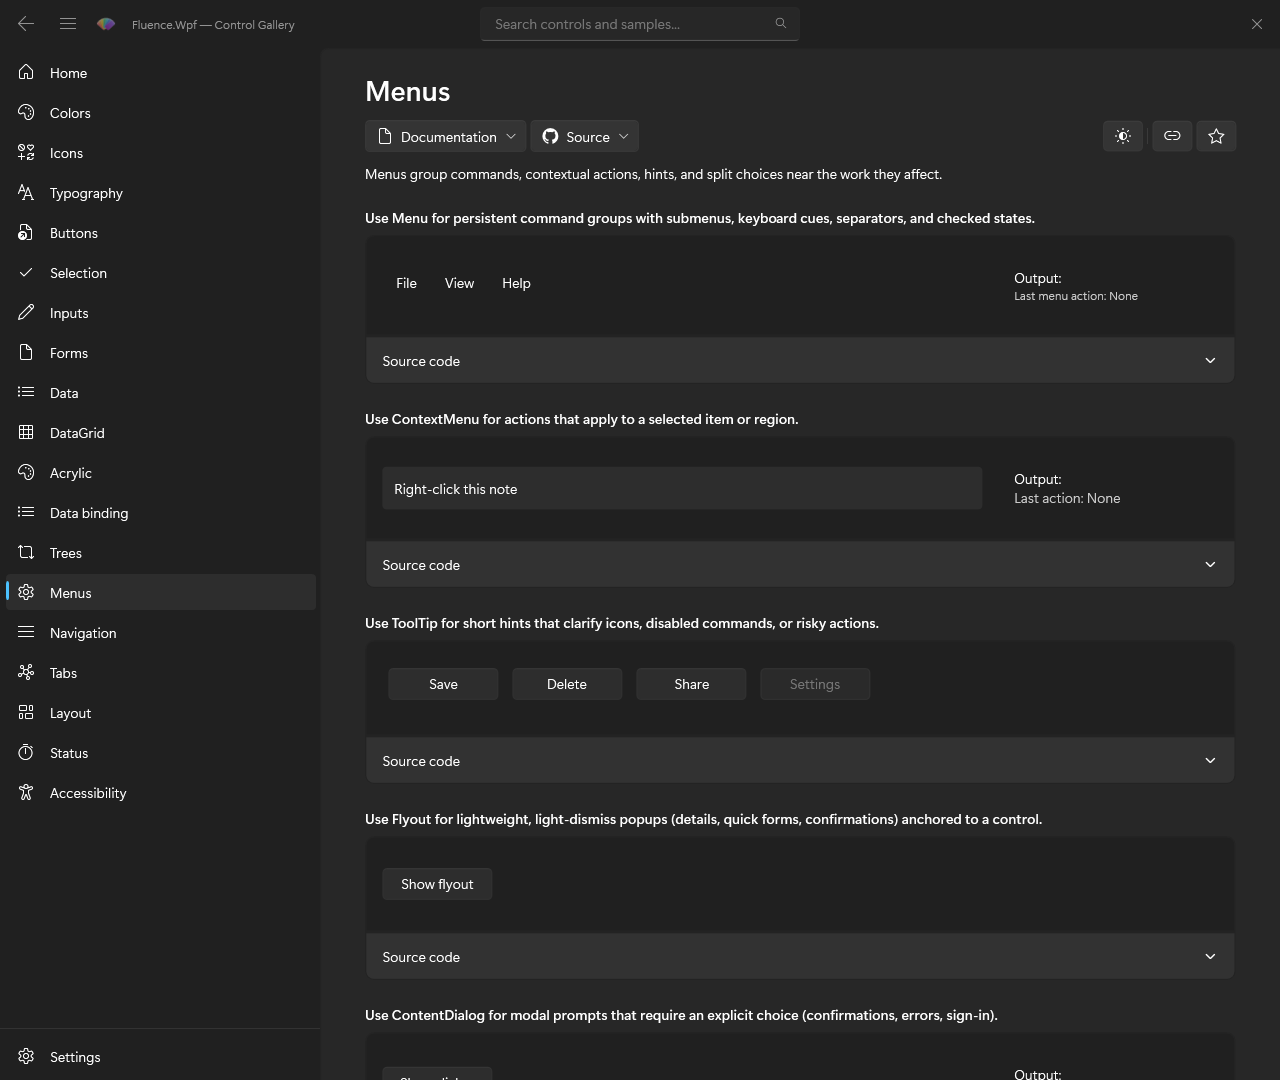 Fluence.Wpf — Control Gallery
Search controls and samples...
Home
Colors
Icons
Typography
Buttons
Selection
Inputs
Forms
Data
DataGrid
Acrylic
Data binding
Trees
Menus
Navigation
Tabs
Layout
Status
Accessibility
Settings
Menus
Documentation
Source
Menus group commands, contextual actions, hints, and split choices near the work they affect.
Use Menu for persistent command groups with submenus, keyboard cues, separators, and checked states.
File View Help
Output:
Last menu action: None
Source code
Use ContextMenu for actions that apply to a selected item or region.
Right-click this note
Output:
Last action: None
Source code
Use ToolTip for short hints that clarify icons, disabled commands, or risky actions.
Save Delete Share Settings
Source code
Use Flyout for lightweight, light-dismiss popups (details, quick forms, confirmations) anchored to a control.
Show flyout
Source code
Use ContentDialog for modal prompts that require an explicit choice (confirmations, errors, sign-in).
Output: